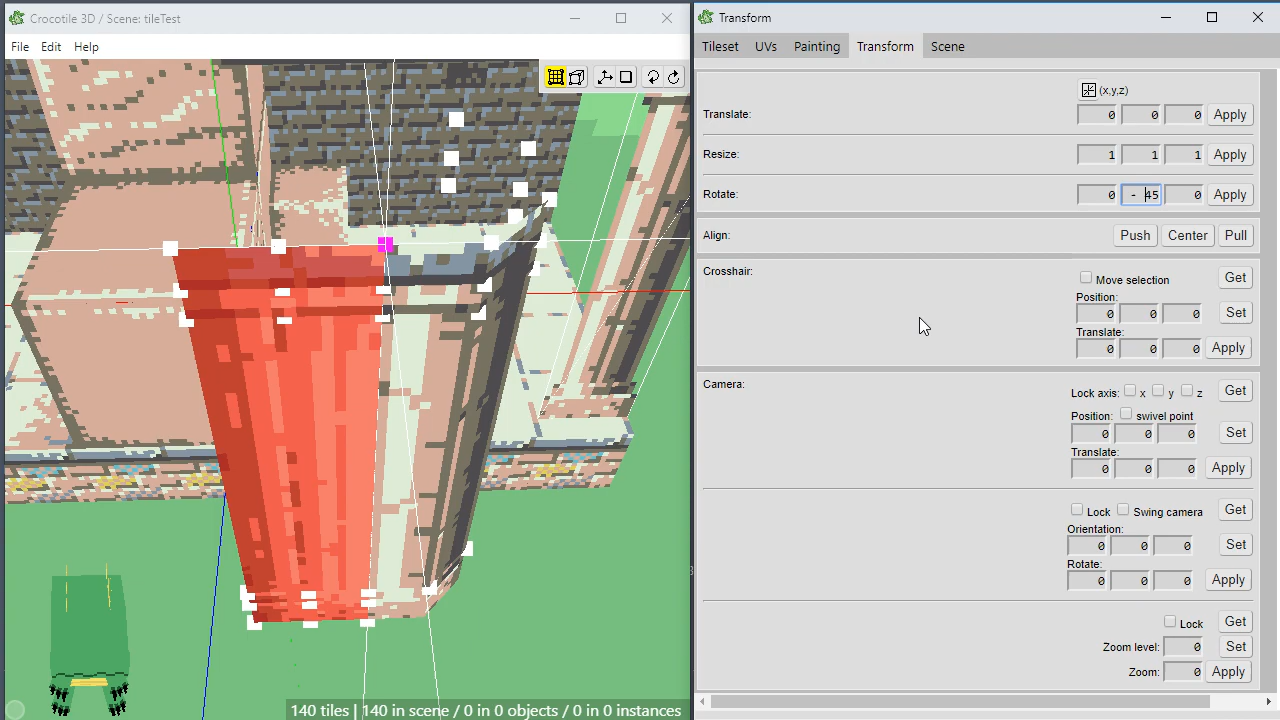 Crocotile 3D / Scene: tileTest
File Edit Help
140 tiles | 140 in scene / 0 in 0 objects / 0 in 0 instances
Transform
Tileset UVs Painting Transform Scene
(x,y,z)
Translate: 0 0 0 Apply
Resize: 1 1 1 Apply
Rotate: 0 - 45 0 Apply
Align: Push Center Pull
Crosshair: Move selection Get
Position:
0 0 0 Set
Translate:
0 0 0 Apply
Camera: Lock axis: x y z Get
Position: swivel point
0 0 0 Set
Translate:
0 0 0 Apply
Lock Swing camera Get
Orientation:
0 0 0 Set
Rotate:
0 0 0 Apply
Lock Get
Zoom level: 0 Set
Zoom: 0 Apply